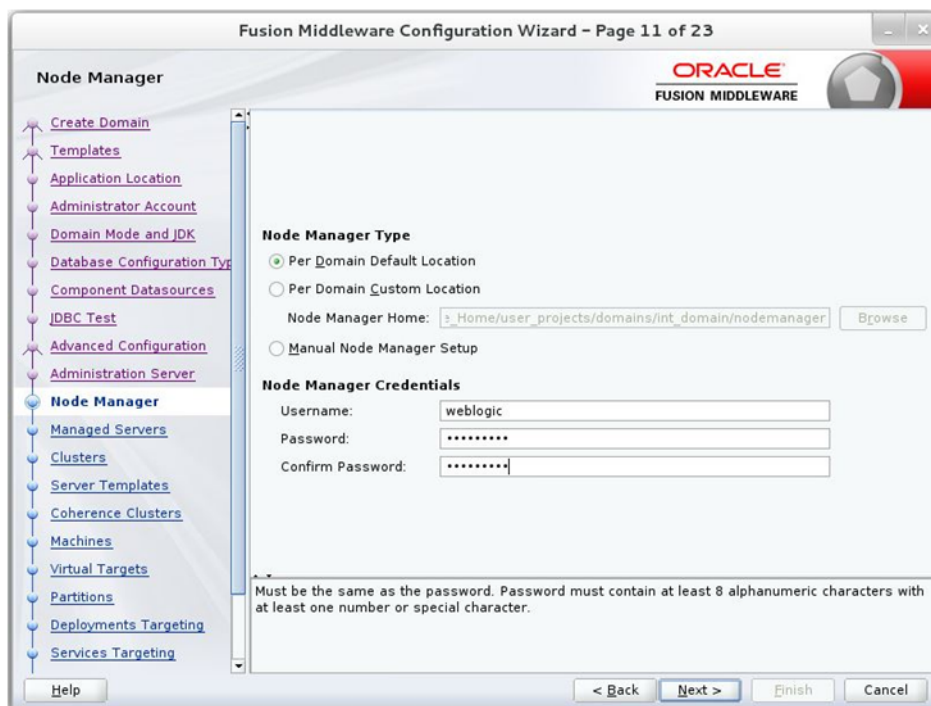 Fusion Middleware Configuration Wizard – Page 11 of 23
Node Manager
ORACLE
FUSION MIDDLEWARE
Create Domain
Templates
Application Location
Administrator Account
Domain Mode and JDK
Database Configuration Typ
Component Datasources
JDBC Test
Advanced Configuration
Administration Server
Node Manager
Managed Servers
Clusters
Server Templates
Coherence Clusters
Machines
Virtual Targets
Partitions
Deployments Targeting
Services Targeting
Node Manager Type
Per Domain Default Location
Per Domain Custom Location
Node Manager Home: e_Home/user_projects/domains/int_domain/nodemanager Browse
Manual Node Manager Setup
Node Manager Credentials
Username: weblogic
Password: •••••••••
Confirm Password: •••••••••
Must be the same as the password. Password must contain at least 8 alphanumeric characters with
at least one number or special character.
Help < Back Next > Finish Cancel